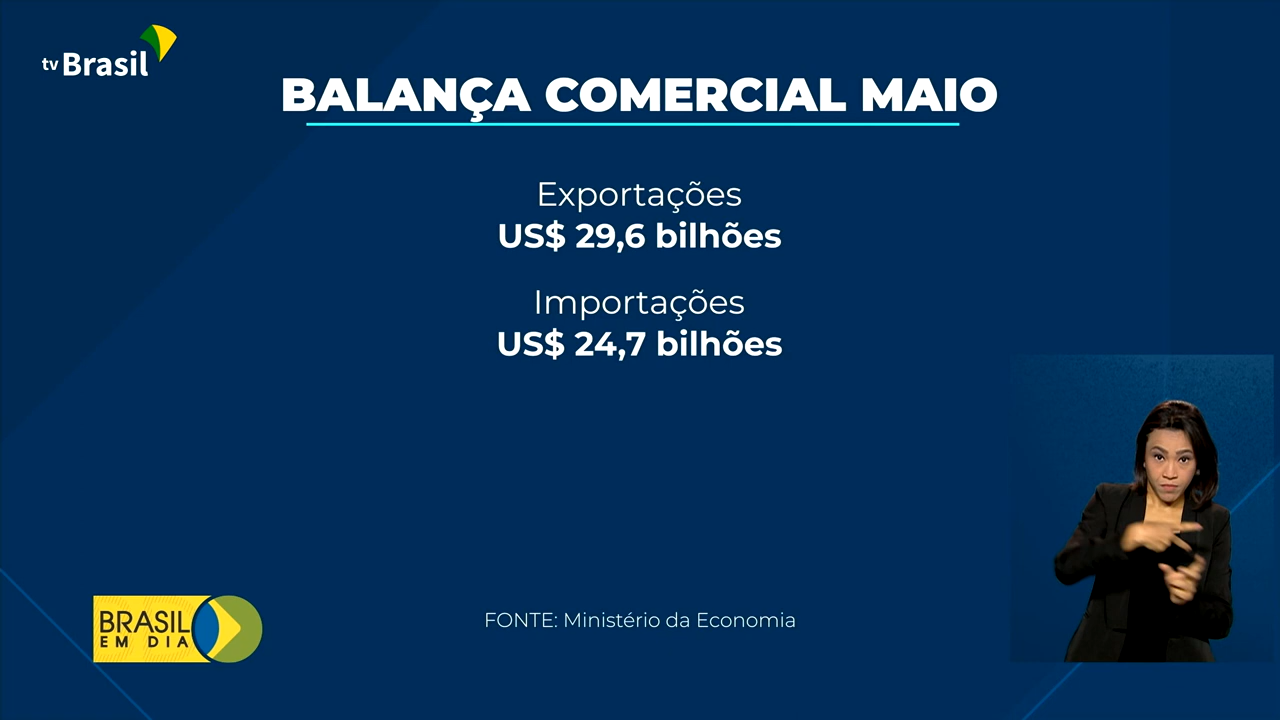 tv Brasil
BALANÇA COMERCIAL MAIO
Exportações
US$ 29,6 bilhões
Importações
US$ 24,7 bilhões
BRASIL
EM DIA
FONTE: Ministério da Economia